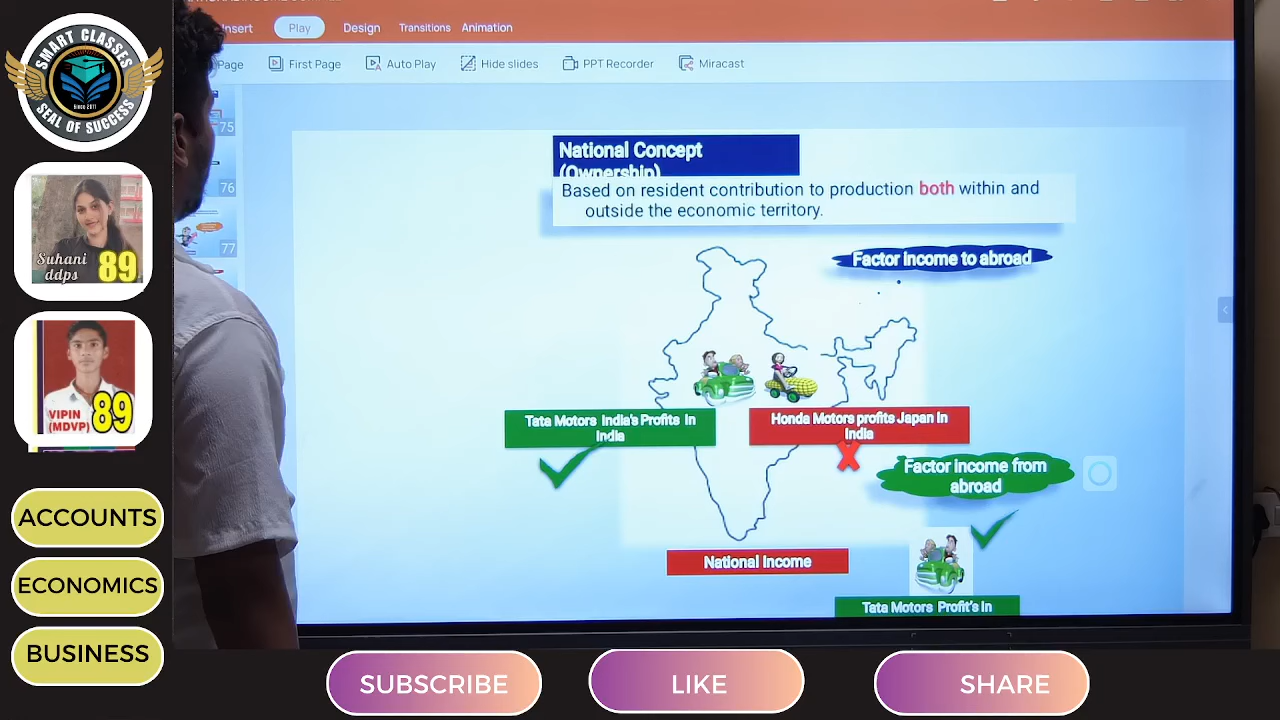 SMART CLASSES
Since 2011
SEAL OF SUCCESS
Suhani
ddps 89
VIPIN
(MDVP) 89
ACCOUNTS
ECONOMICS
BUSINESS
Insert Play Design Transitions Animation
Page First Page Auto Play Hide slides PPT Recorder Miracast
75
76
77
National Concept
(Ownership)
Based on resident contribution to production both within and
outside the economic territory.
Factor income to abroad
Tata Motors India's Profits in
India
Honda Motors profits Japan In
India
Factor income from
abroad
National Income
Tata Motors Profit's in
SUBSCRIBE
LIKE
SHARE